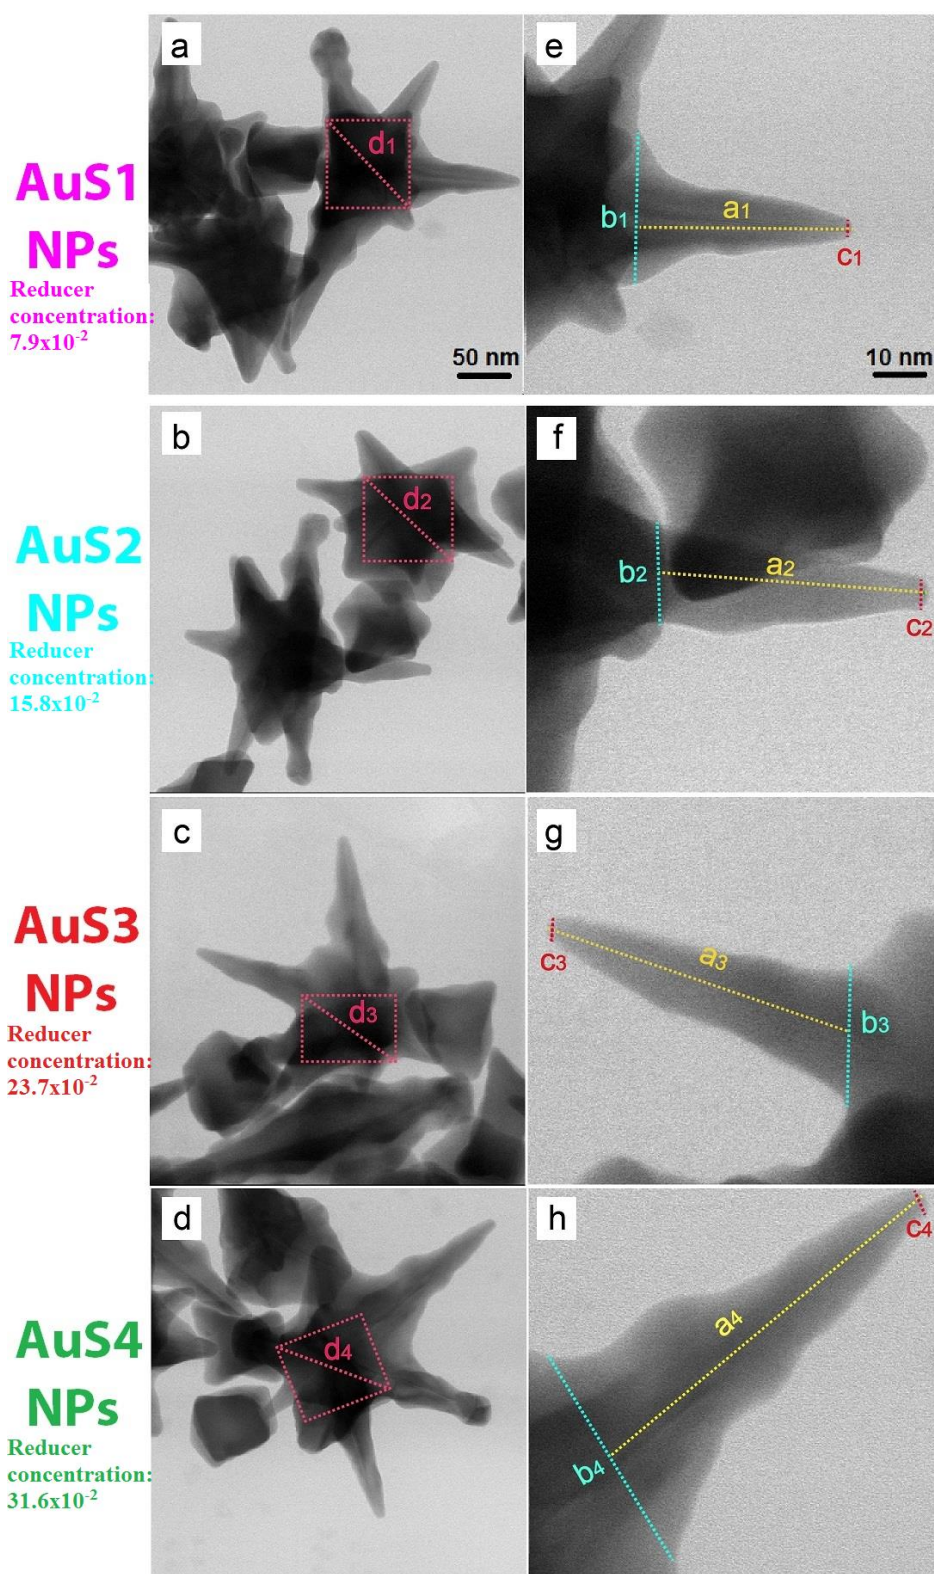 a
e
d1
AuS1
NPs
Reducer
concentration:
7.9x10⁻²
b1
a1
c1
50 nm
10 nm
b
f
d2
AuS2
NPs
Reducer
concentration:
15.8x10⁻²
b2
a2
c2
c
g
AuS3
NPs
Reducer
concentration:
23.7x10⁻²
d3
c3
a3
b3
d
h
AuS4
NPs
Reducer
concentration:
31.6x10⁻²
d4
c4
a4
b4